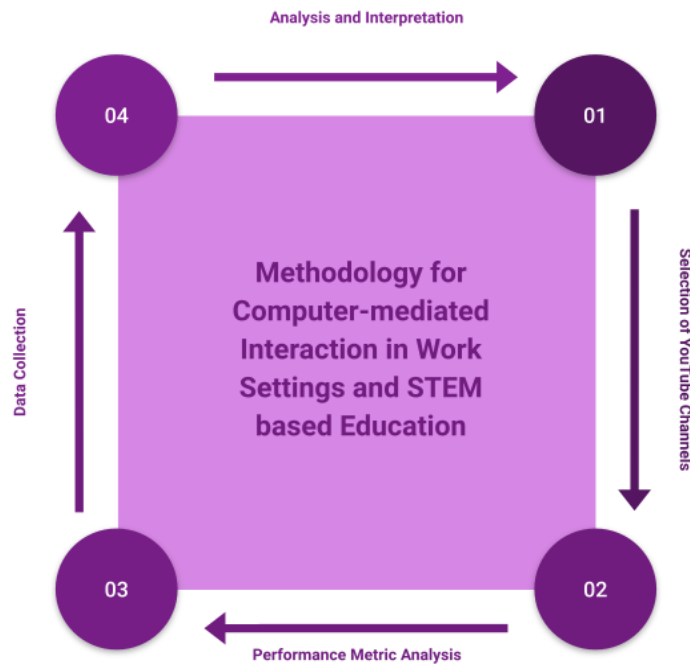 Analysis and Interpretation
04
01
Methodology for
Computer-mediated
Interaction in Work
Settings and STEM
based Education
Selection of YouTube Channels
Data Collection
03
02
Performance Metric Analysis